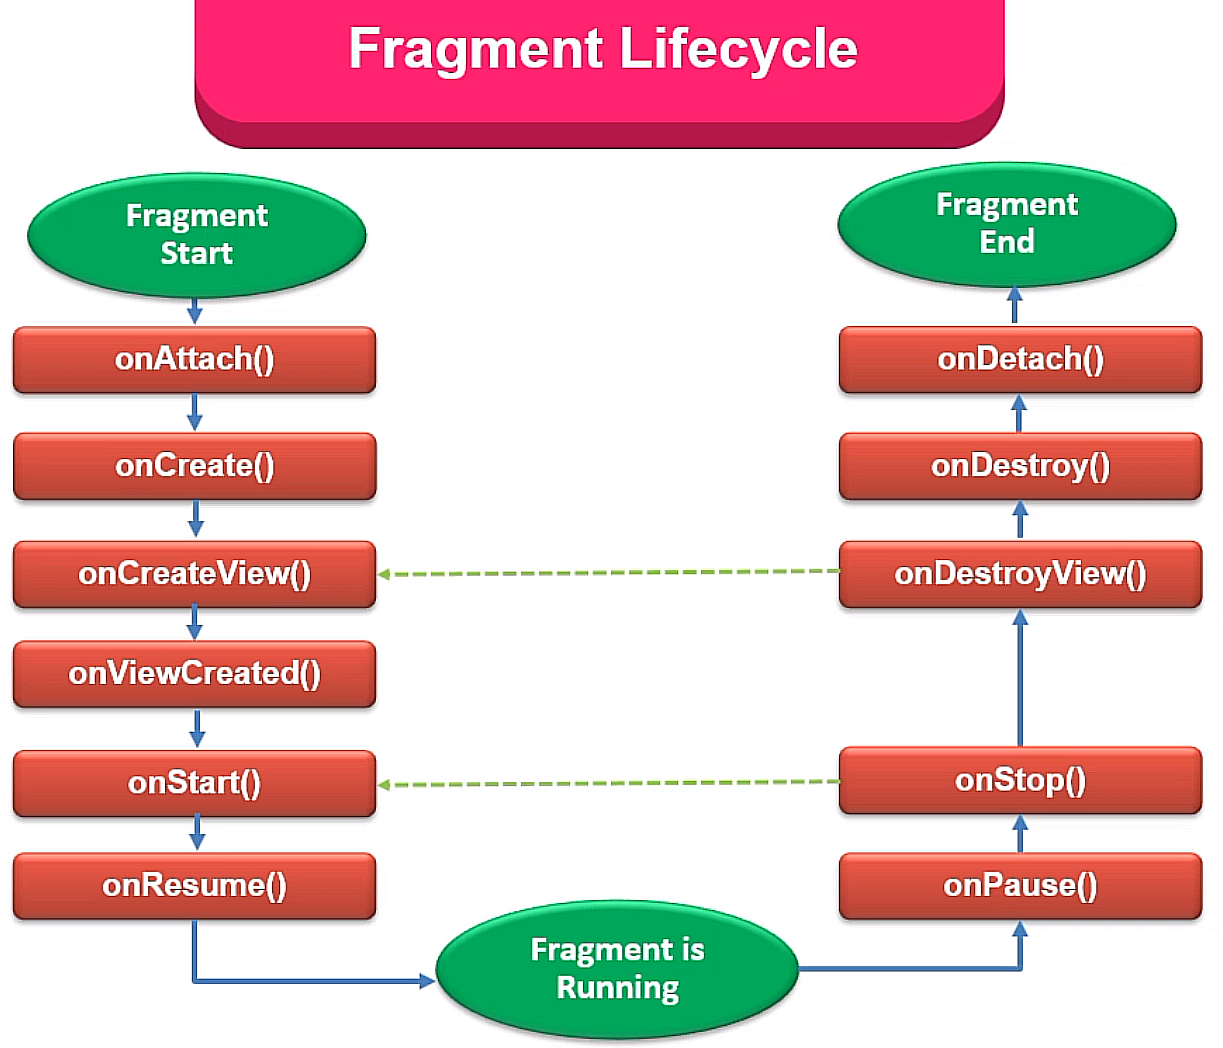 Fragment Lifecycle
Fragment
Start
onAttach()
onCreate()
onCreateView()
onViewCreated()
onStart()
onResume()
Fragment is
Running
Fragment
End
onDetach()
onDestroy()
onDestroyView()
onStop()
onPause()